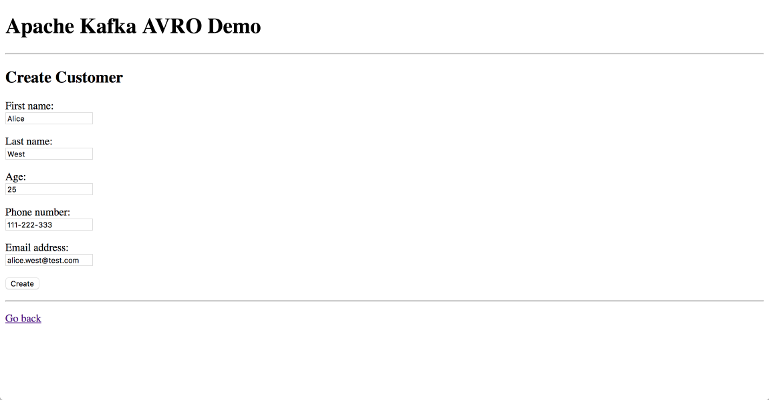 Apache Kafka AVRO Demo
Create Customer
First name:
Alice
Last name:
West
Age:
25
Phone number:
111-222-333
Email address:
alice.west@test.com
Create
Go back